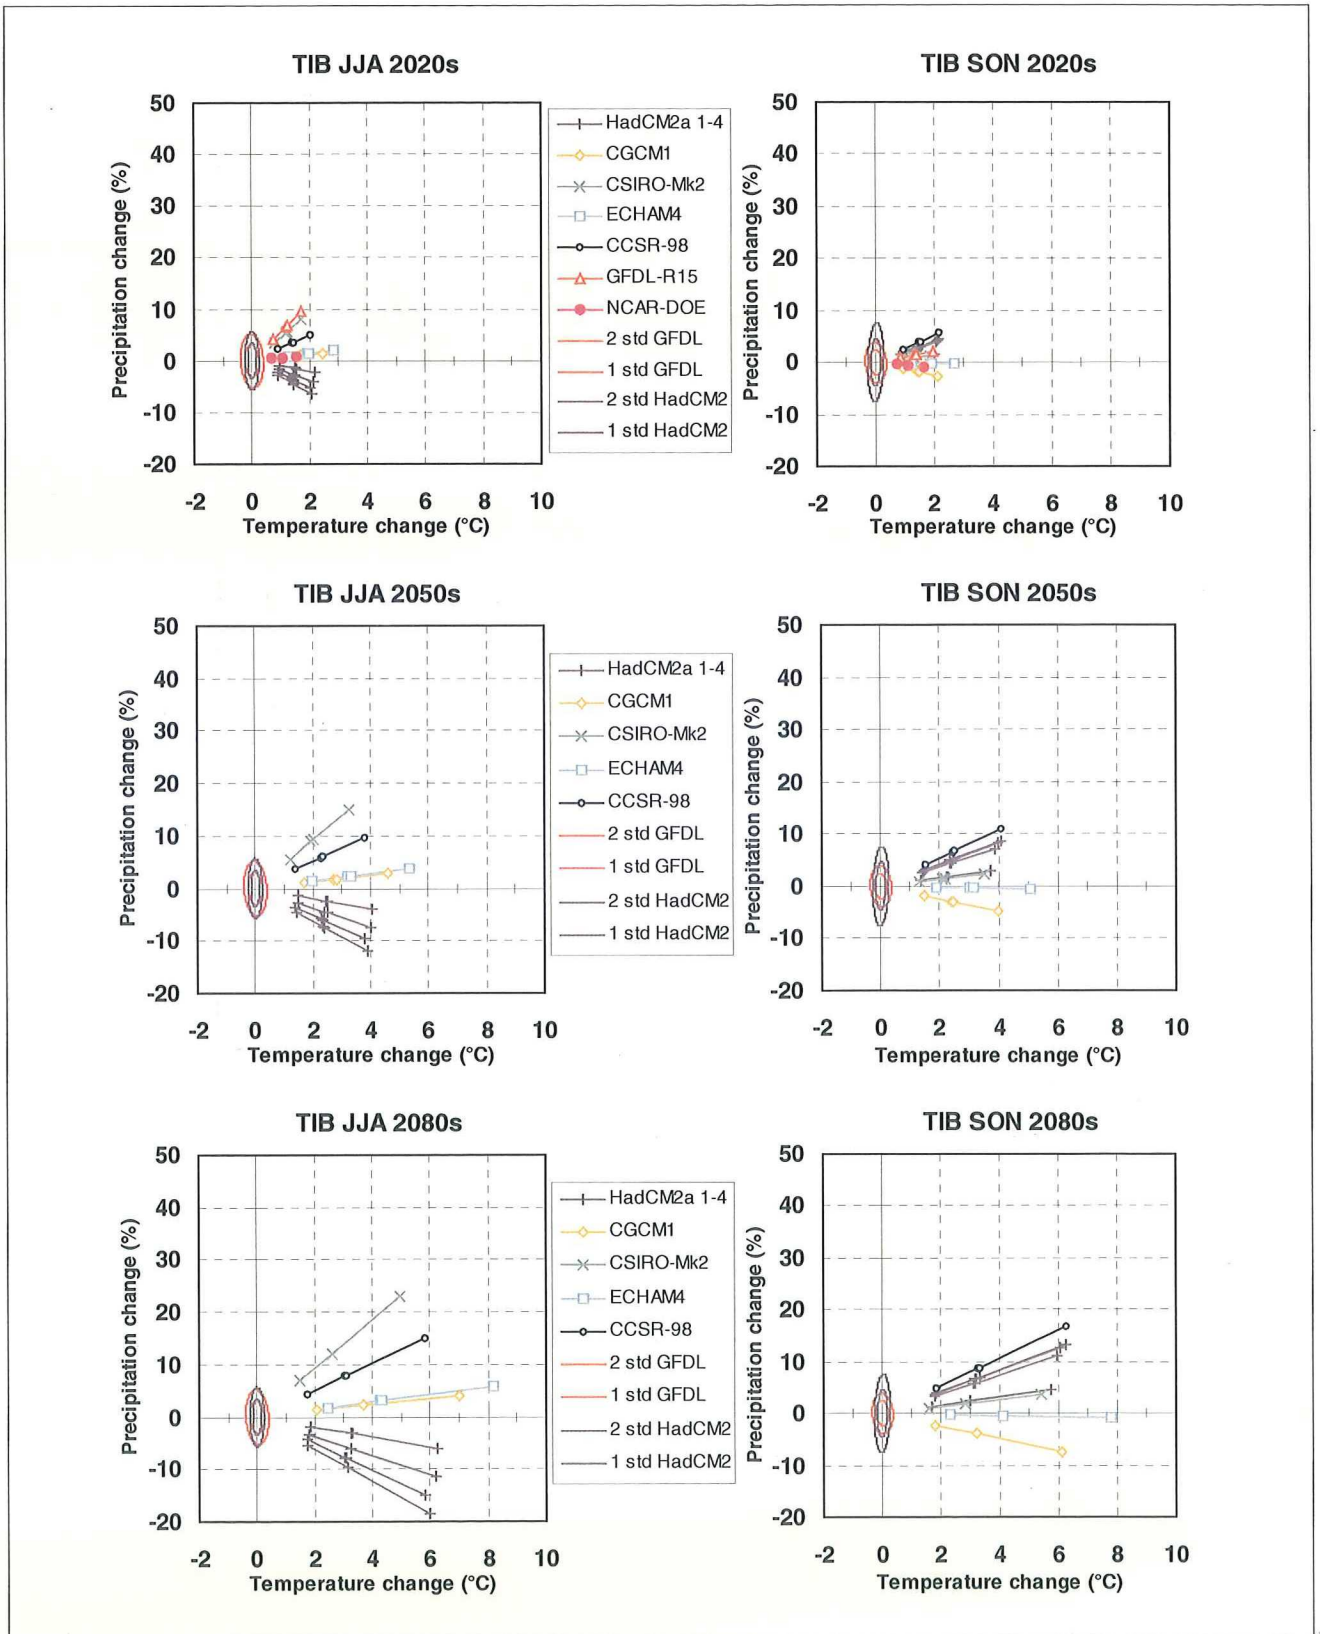 TIB JJA 2020s
Precipitation change (%)
50
40
30
20
10
0
-10
-20
-2 0 2 4 6 8 10
Temperature change (°C)
HadCM2a 1-4
CGCM1
CSIRO-Mk2
ECHAM4
CCSR-98
GFDL-R15
NCAR-DOE
2 std GFDL
1 std GFDL
2 std HadCM2
1 std HadCM2
TIB SON 2020s
Precipitation change (%)
50
40
30
20
10
0
-10
-20
-2 0 2 4 6 8 10
Temperature change (°C)
TIB JJA 2050s
Precipitation change (%)
50
40
30
20
10
0
-10
-20
-2 0 2 4 6 8 10
Temperature change (°C)
HadCM2a 1-4
CGCM1
CSIRO-Mk2
ECHAM4
CCSR-98
2 std GFDL
1 std GFDL
2 std HadCM2
1 std HadCM2
TIB SON 2050s
Precipitation change (%)
50
40
30
20
10
0
-10
-20
-2 0 2 4 6 8 10
Temperature change (°C)
TIB JJA 2080s
Precipitation change (%)
50
40
30
20
10
0
-10
-20
-2 0 2 4 6 8 10
Temperature change (°C)
HadCM2a 1-4
CGCM1
CSIRO-Mk2
ECHAM4
CCSR-98
2 std GFDL
1 std GFDL
2 std HadCM2
1 std HadCM2
TIB SON 2080s
Precipitation change (%)
50
40
30
20
10
0
-10
-20
-2 0 2 4 6 8 10
Temperature change (°C)